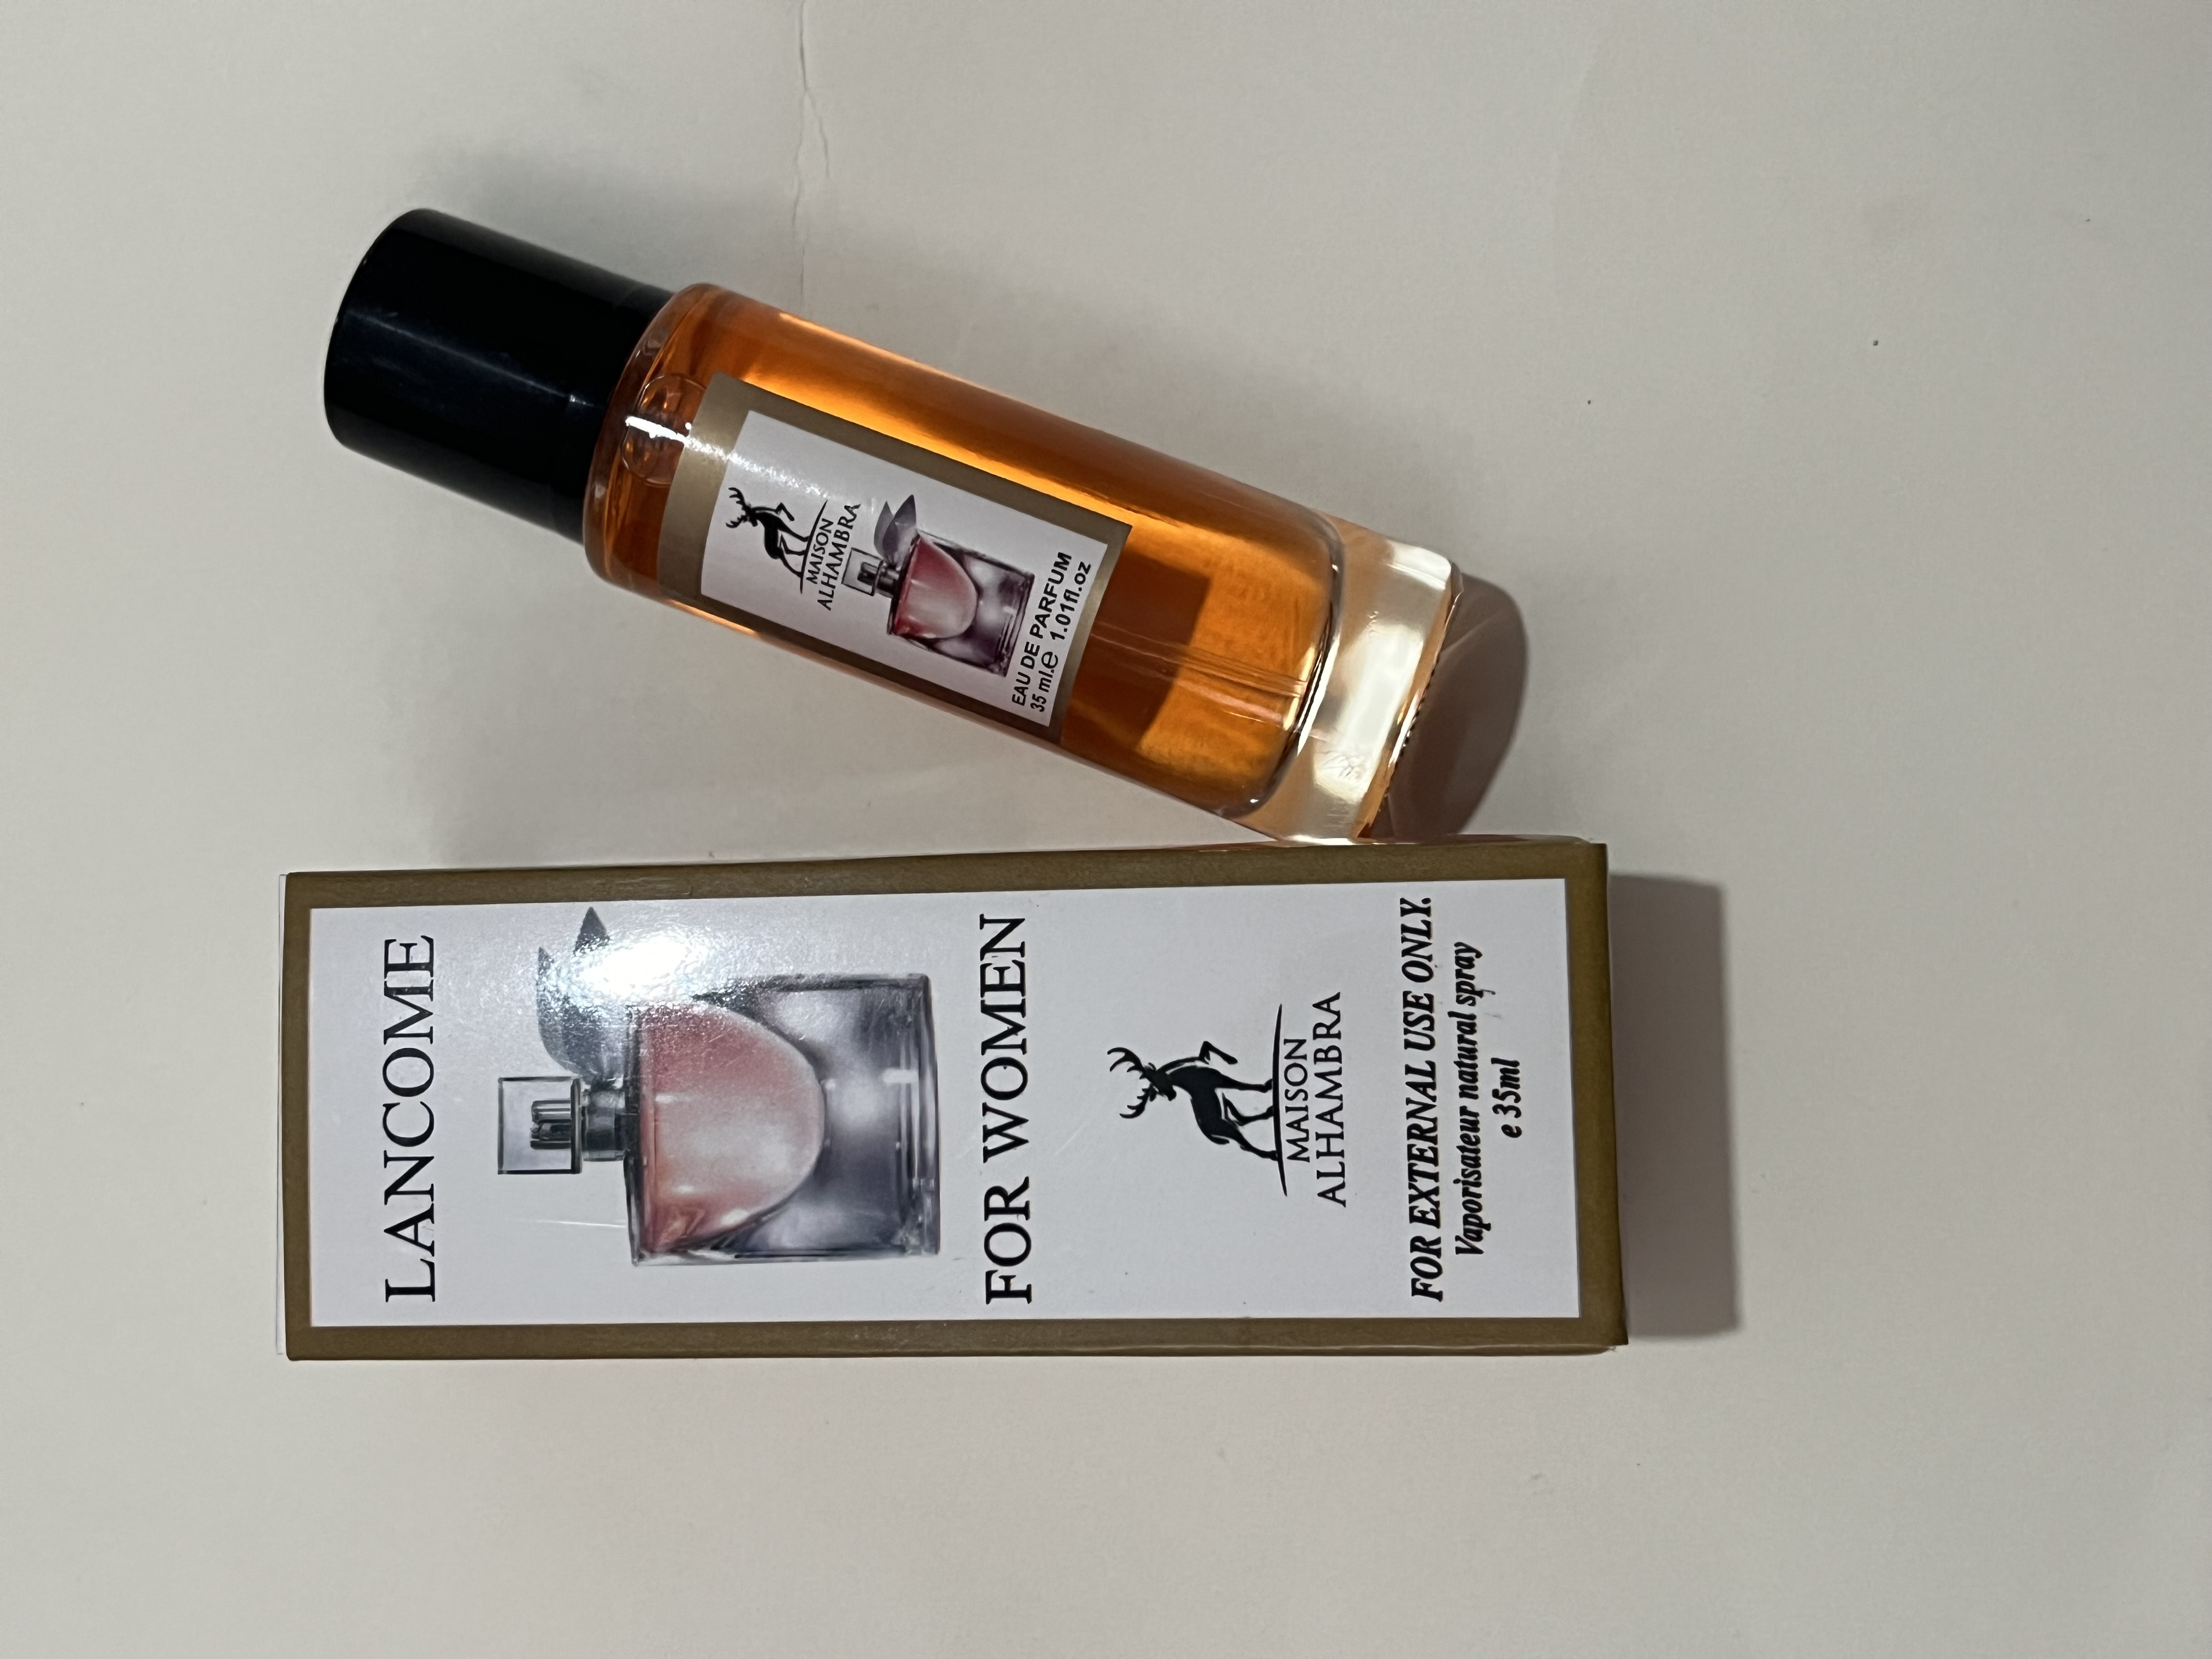 MAISON
ALHAMBRA
EAU DE PARFUM
35 ml.e 1.01fl.oz
LANCOME
FOR WOMEN
MAISON
ALHAMBRA
FOR EXTERNAL USE ONLY.
Vaporisateur natural spray
e 35ml